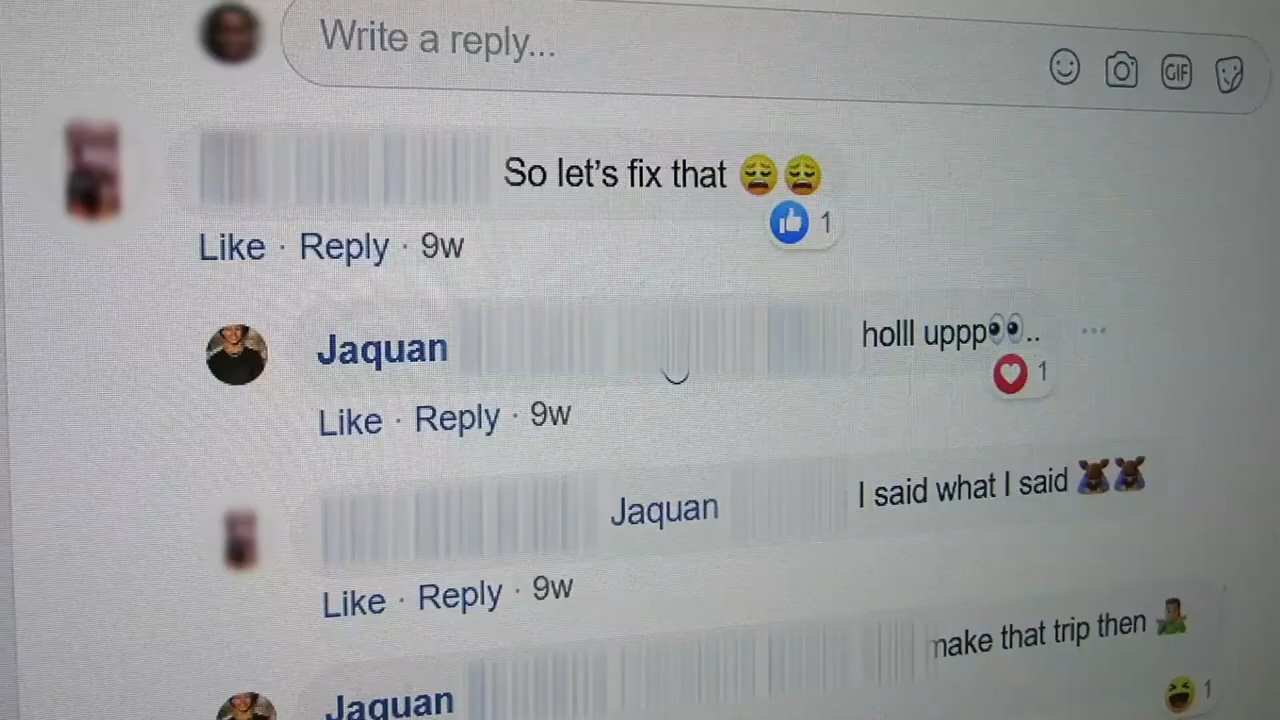 Write a reply...
GIF
So let's fix that 😩😩
1
Like · Reply · 9w
Jaquan holll uppp👀..
1
Like · Reply · 9w
Jaquan I said what I said
Like · Reply · 9w
Jaquan make that trip then
1